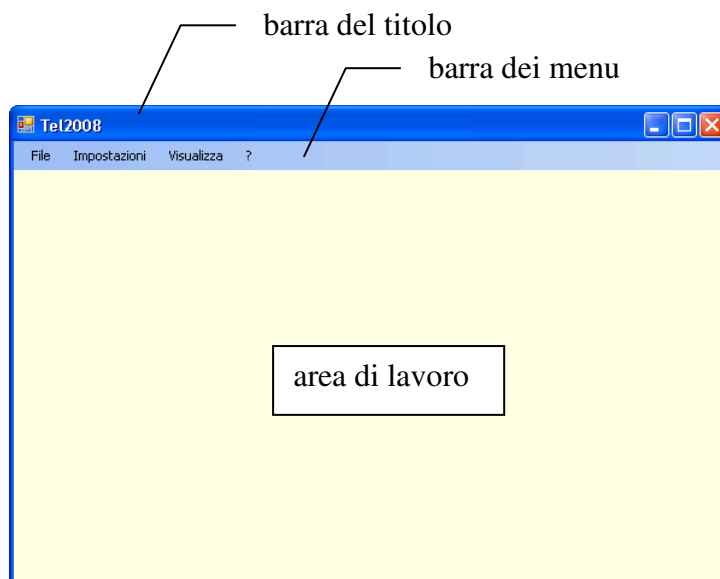 barra del titolo
barra dei menu
Tel2008
File Impostazioni Visualizza ?
area di lavoro